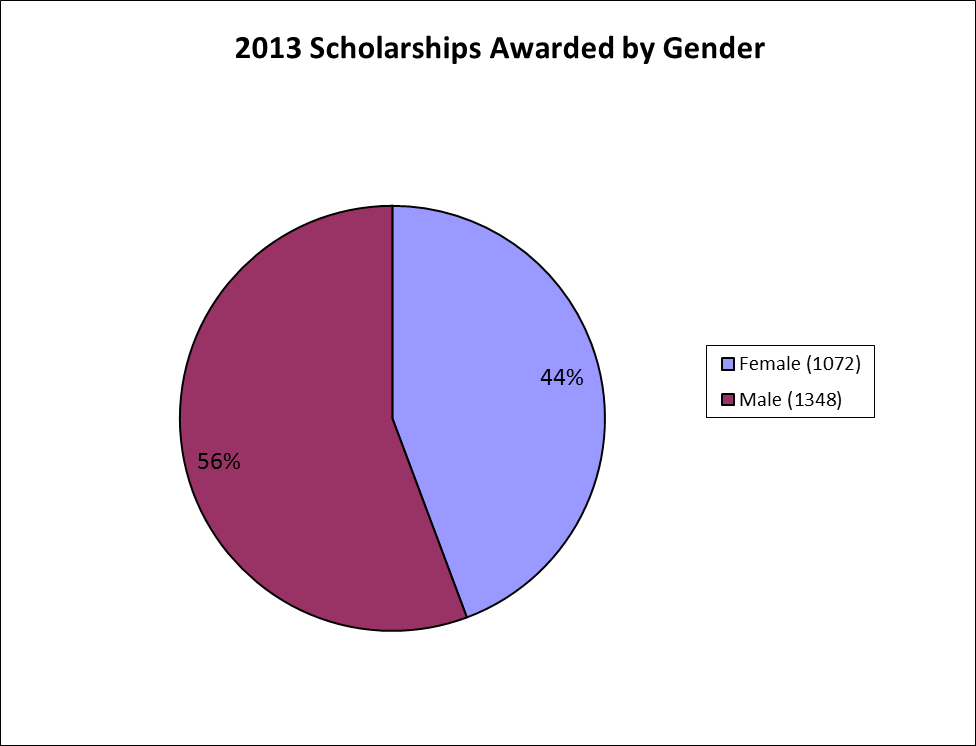 2013 Scholarships Awarded by Gender
44%
56%
Female (1072)
Male (1348)